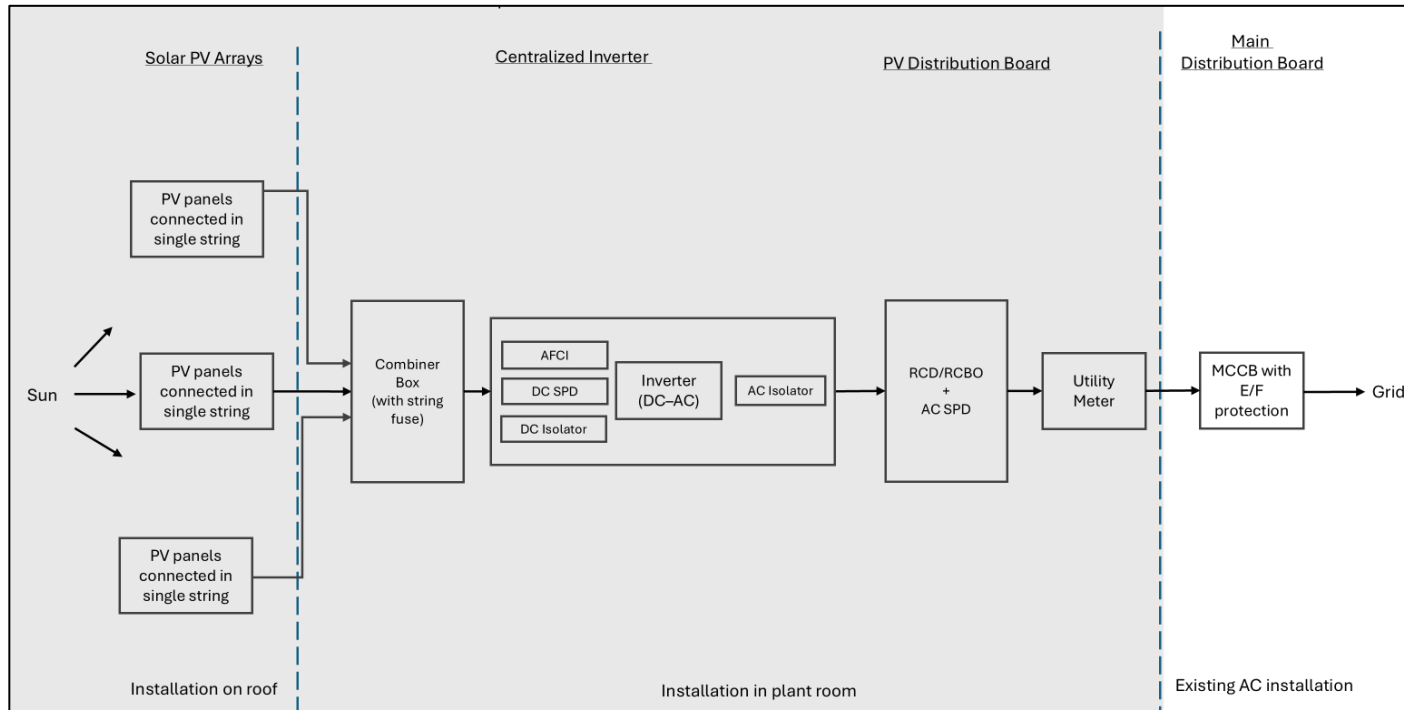 Solar PV Arrays
Centralized Inverter
PV Distribution Board
Main
Distribution Board
PV panels
connected in
single string
Sun
PV panels
connected in
single string
PV panels
connected in
single string
Combiner
Box
(with string
fuse)
AFCI
DC SPD
DC Isolator
Inverter
(DC–AC)
AC Isolator
RCD/RCBO
+
AC SPD
Utility
Meter
MCCB with
E/F
protection
Grid
Installation on roof
Installation in plant room
Existing AC installation